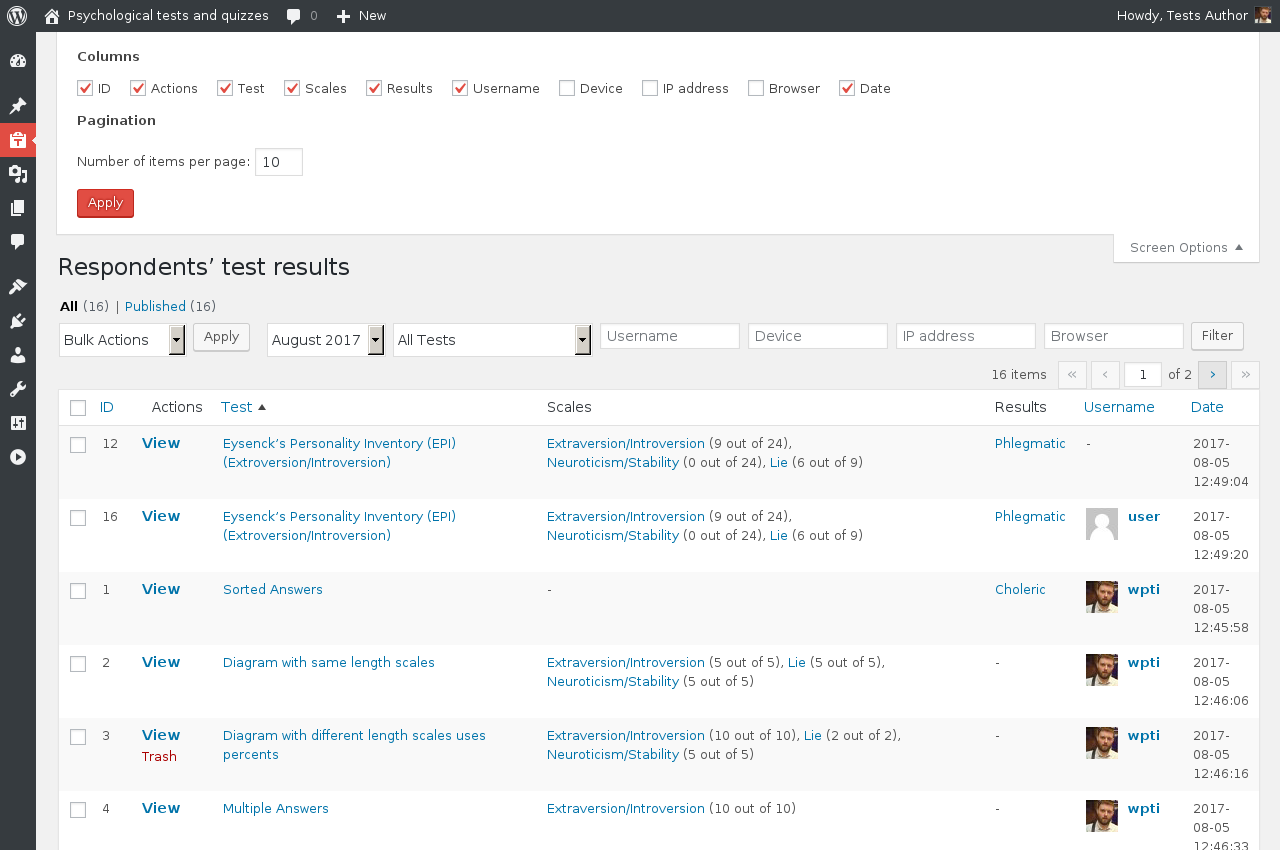 Psychological tests and quizzes 0 New Howdy, Tests Author
Columns
ID Actions Test Scales Results Username Device IP address Browser Date
Pagination
Number of items per page: 10
Apply
Screen Options
Respondents’ test results
All (16) | Published (16)
Bulk Actions Apply August 2017 All Tests Username Device IP address Browser Filter
16 items « ‹ 1 of 2 › »
ID Actions Test Scales Results Username Date
12 View Eysenck’s Personality Inventory (EPI) Extraversion/Introversion (9 out of 24), Phlegmatic - 2017-
(Extroversion/Introversion) Neuroticism/Stability (0 out of 24), Lie (6 out of 9) 08-05
12:49:04
16 View Eysenck’s Personality Inventory (EPI) Extraversion/Introversion (9 out of 24), Phlegmatic user 2017-
(Extroversion/Introversion) Neuroticism/Stability (0 out of 24), Lie (6 out of 9) 08-05
12:49:20
1 View Sorted Answers - Choleric wpti 2017-
08-05
12:45:58
2 View Diagram with same length scales Extraversion/Introversion (5 out of 5), Lie (5 out of 5), - wpti 2017-
Neuroticism/Stability (5 out of 5) 08-05
12:46:06
3 View Diagram with different length scales uses Extraversion/Introversion (10 out of 10), Lie (2 out of 2), - wpti 2017-
Trash percents Neuroticism/Stability (5 out of 5) 08-05
12:46:16
4 View Multiple Answers Extraversion/Introversion (10 out of 10) - wpti 2017-
08-05
12:46:33